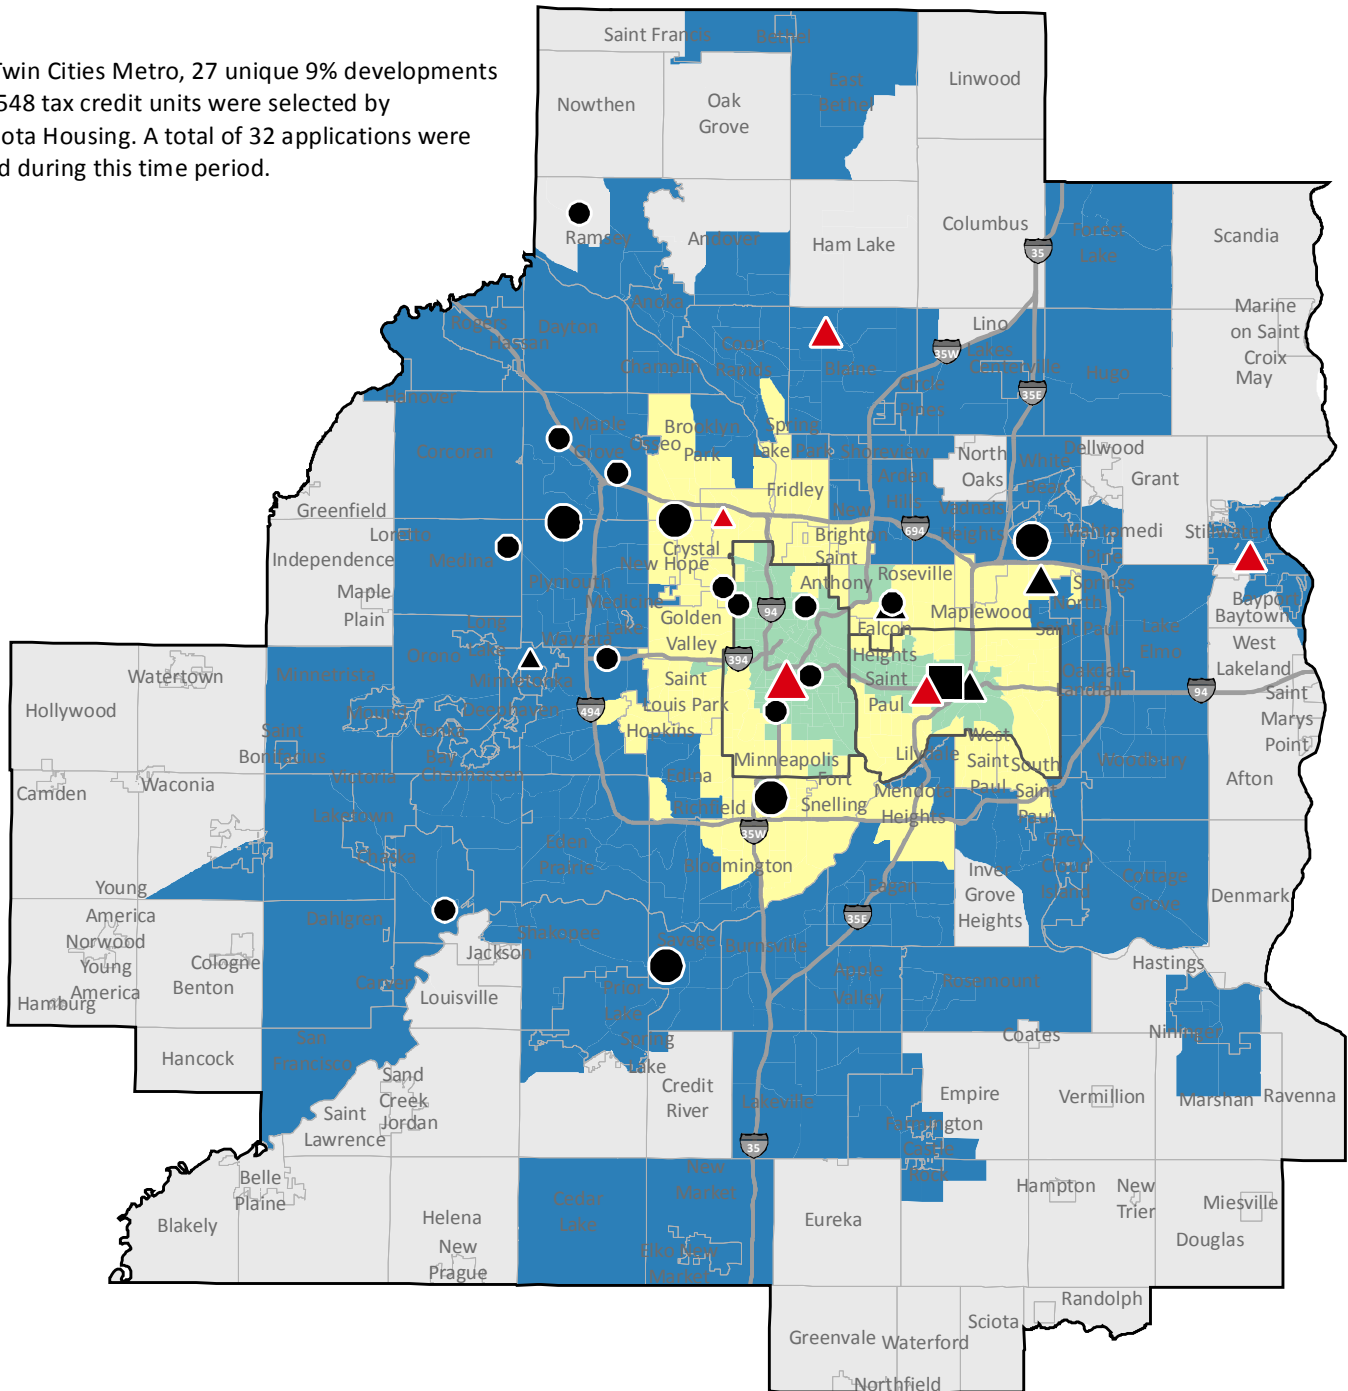 Twin Cities Metro, 27 unique 9% developments
548 tax credit units were selected by
ota Housing. A total of 32 applications were
d during this time period.
Saint Francis
Bethel
East
Bethel
Linwood
Nowthen
Oak
Grove
Ramsey
Andover
Ham Lake
Columbus
35
Forest
Lake
Scandia
Marine
on Saint
Croix
May
Anoka
Rogers
Hassan
Dayton
Champlin
Coon
Rapids
Blaine
Lino
Lakes
35W
Centerville
Circle
Pines
35E
Hugo
Hanover
Corcoran
Maple
Grove
Osseo
Brooklyn
Park
Spring
Lake Park
Shoreview
Arden
Hills
North
Oaks
White
Bear
Dellwood
Grant
Greenfield
Loretto
Independence
Medina
Maple
Plain
Fridley
New
Brighton
694
Vadnais
Heights
Mahtomedi
Stillwater
Crystal
New Hope
Plymouth
Medicine
Lake
Saint
Anthony
Roseville
Maplewood
Pine
Springs
North
Saint Paul
Bayport
Baytown
West
Lakeland
Lake
Elmo
Golden
Valley
94
Falcon
Heights
Orono
Long
Lake
Wayzata
Minnetonka
394
Saint
Louis Park
Saint
Paul
Oakdale
Landfall
94
Saint
Marys
Point
Watertown
Hollywood
Minnetrista
Mound
Saint
Bonifacius
Tonka
Bay
Deephaven
494
Hopkins
Minneapolis
Lilydale
West
Saint
Paul
South
Saint
Paul
Woodbury
Afton
Camden
Waconia
Victoria
Chanhassen
Laketown
Edina
Richfield
Fort
Snelling
Mendota
Heights
35W
Chaska
Eden
Prairie
Bloomington
Eagan
Inver
Grove
Heights
Grey
Cloud
Island
Cottage
Grove
Denmark
Young
America
Norwood
Young
America
Hamburg
Cologne
Benton
Dahlgren
Carver
Jackson
Louisville
Shakopee
Savage
Burnsville
35E
Apple
Valley
Rosemount
Hastings
Hancock
San
Francisco
Prior
Lake
Spring
Lake
Coates
Nininger
Sand
Creek
Jordan
Saint
Lawrence
Credit
River
Lakeville
Empire
Vermillion
Marshan
Ravenna
Farmington
Castle
Rock
35
Belle
Plaine
Blakely
Helena
New
Prague
Cedar
Lake
New
Market
Elko New
Market
Eureka
Hampton
New
Trier
Miesville
Douglas
Greenvale
Waterford
Sciota
Randolph
Northfield